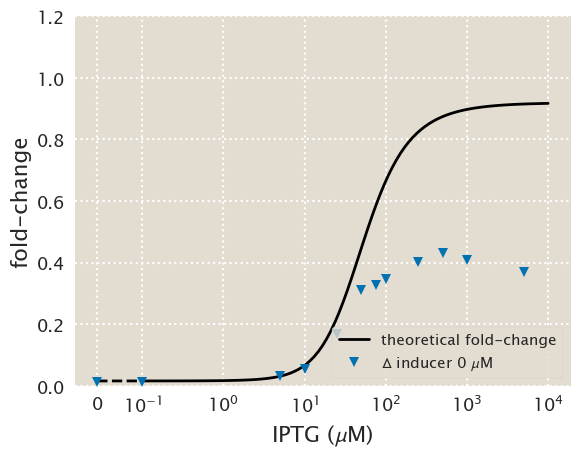 fold-change
1.2
1.0
0.8
0.6
0.4
0.2
0.0
theoretical fold-change
Δ inducer 0 μM
0 10⁻¹ 10⁰ 10¹ 10² 10³ 10⁴
IPTG (μM)